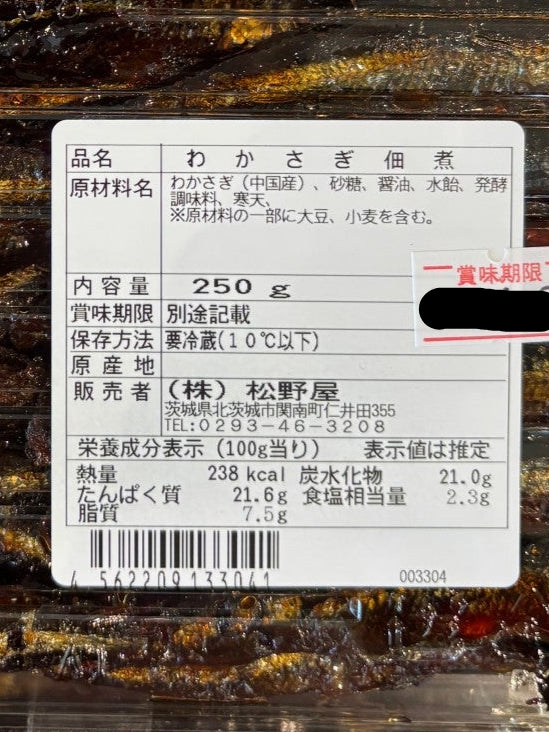 品名 わかさぎ佃煮
原材料名 わかさぎ（中国産）、砂糖、醤油、水飴、発酵
調味料、寒天、
※原材料の一部に大豆、小麦を含む。
内容量 250g
賞味期限 別途記載
賞味期限
保存方法 要冷蔵(10℃以下)
原産地
販売者 (株) 松野屋
茨城県北茨城市関南町仁井田355
TEL:0293-46-3208
栄養成分表示(100g当り) 表示値は推定
熱量 238 kcal 炭水化物 21.0g
たんぱく質 21.6g 食塩相当量 2.3g
脂質 7.5g
4 562209133041
003304